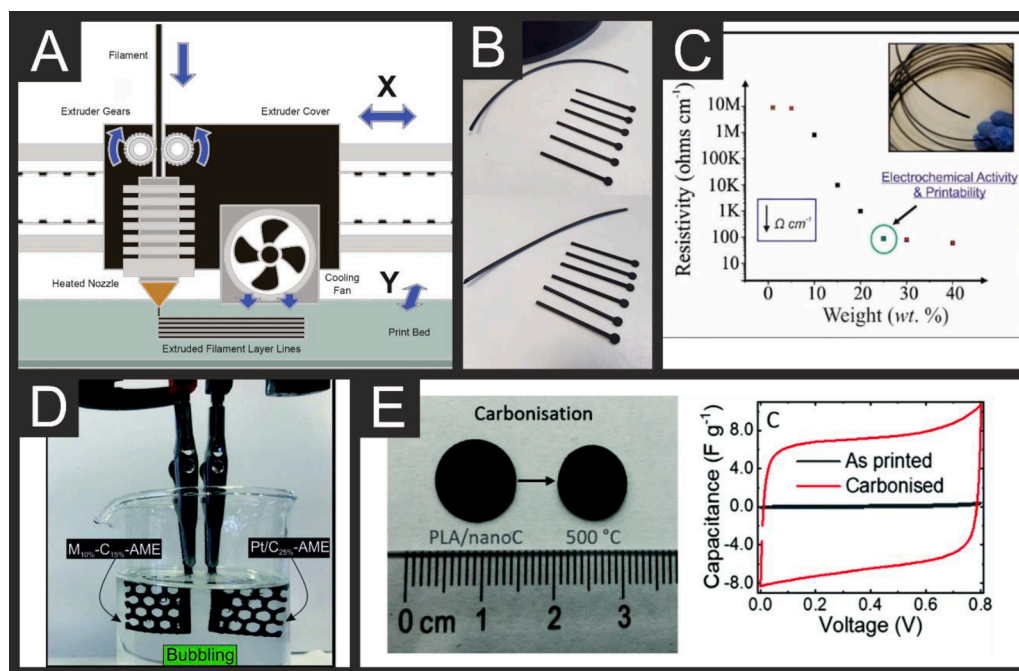 A
Filament
Extruder Gears
Extruder Cover
X
Heated Nozzle
Cooling
Fan
Y
Print Bed
Extruded Filament Layer Lines
B
C
Resistivity (ohms cm⁻¹)
10M
1M
100K
10K
1K
100
10
Electrochemical Activity
& Printability
Ω cm⁻¹
0 10 20 30 40
Weight (wt. %)
D
M10%-C15%-AME
Pt/C25%-AME
Bubbling
E
Carbonisation
PLA/nanoC
500 °C
0 cm 1 2 3
C
Capacitance (F g⁻¹)
8.0
4.0
0.0
-4.0
-8.0
As printed
Carbonised
0.0 0.2 0.4 0.6 0.8
Voltage (V)